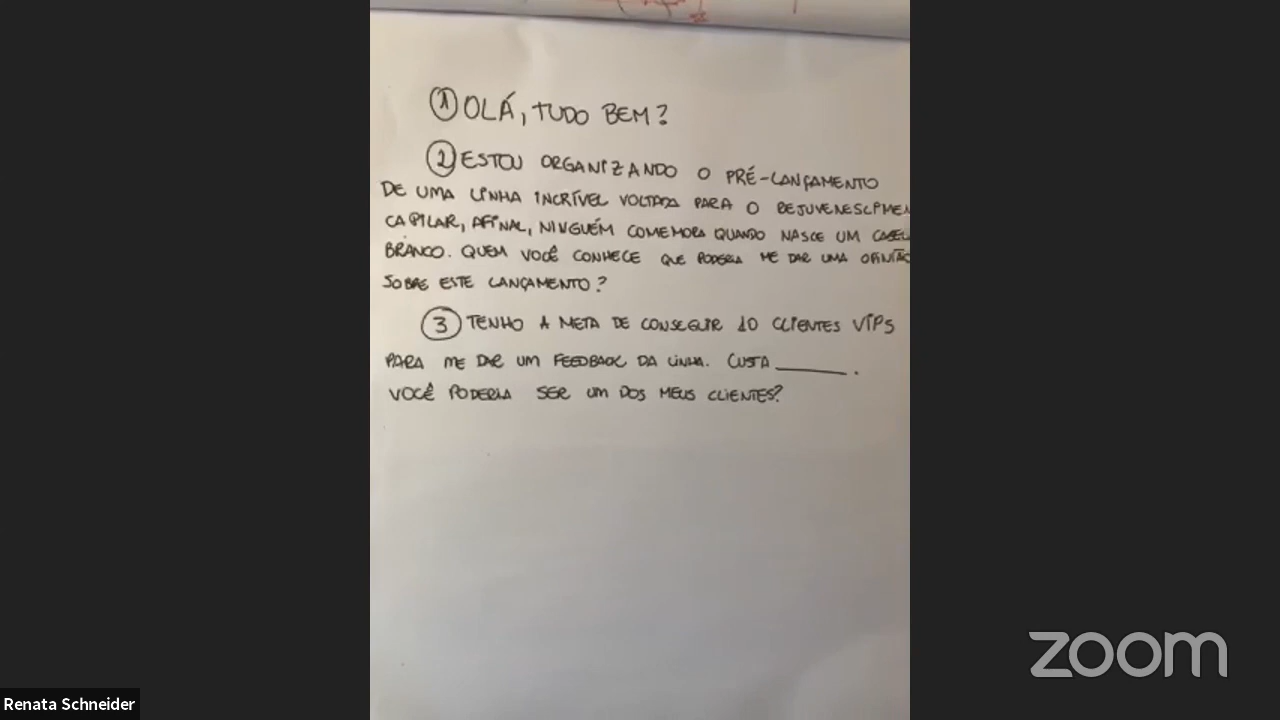 ① OLÁ, TUDO BEM?
② ESTOU ORGANIZANDO O PRÉ-LANÇAMENTO
DE UMA LINHA INCRÍVEL VOLTADA PARA O REJUVENESCIMEN
CAPILAR, AFINAL, NINGUÉM COMEMORA QUANDO NASCE UM CABEL
BRANCO. QUEM VOCÊ CONHECE QUE PODERIA ME DAR UMA OPINIÃO
SOBRE ESTE LANÇAMENTO?
③ TENHO A META DE CONSEGUIR 10 CLIENTES VIPS
PARA ME DAR UM FEEDBACK DA LINHA. CUSTA ______.
VOCÊ PODERIA SER UM DOS MEUS CLIENTES?
zoom
Renata Schneider